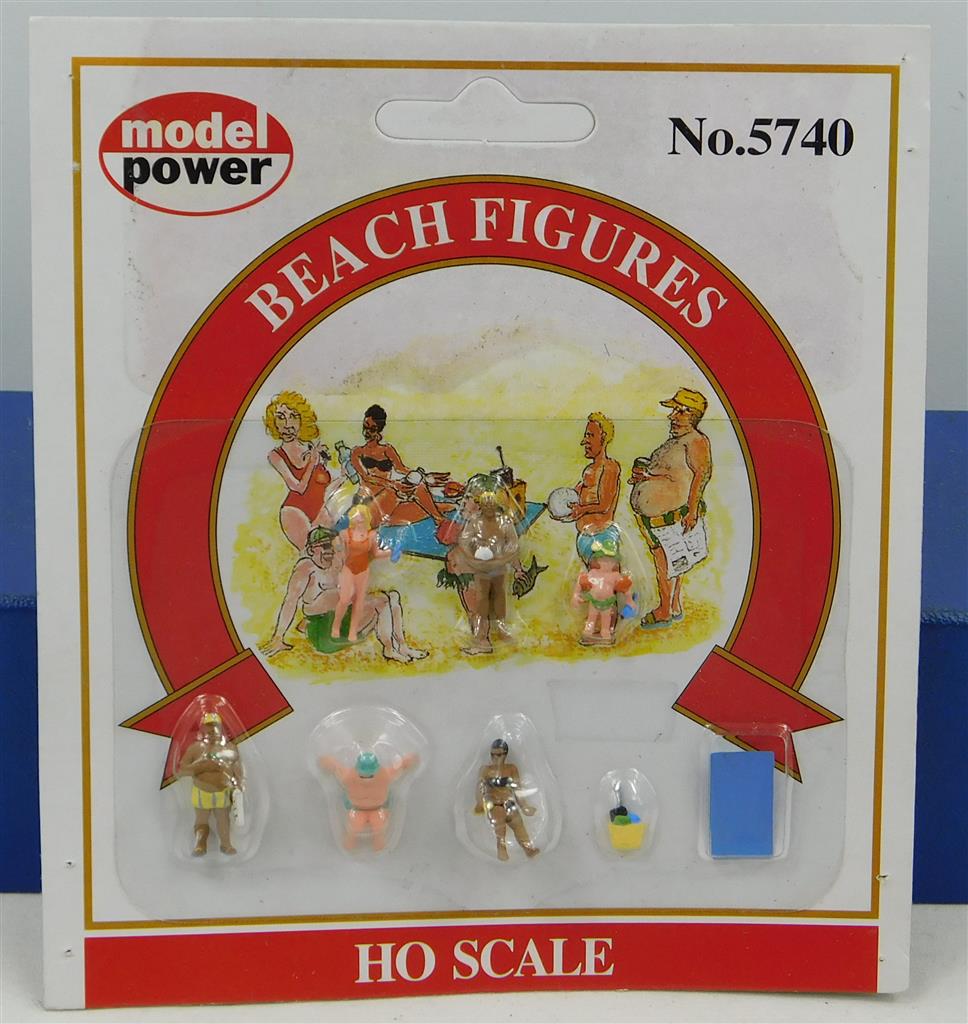 model
power
No.5740
BEACH FIGURES
HO SCALE